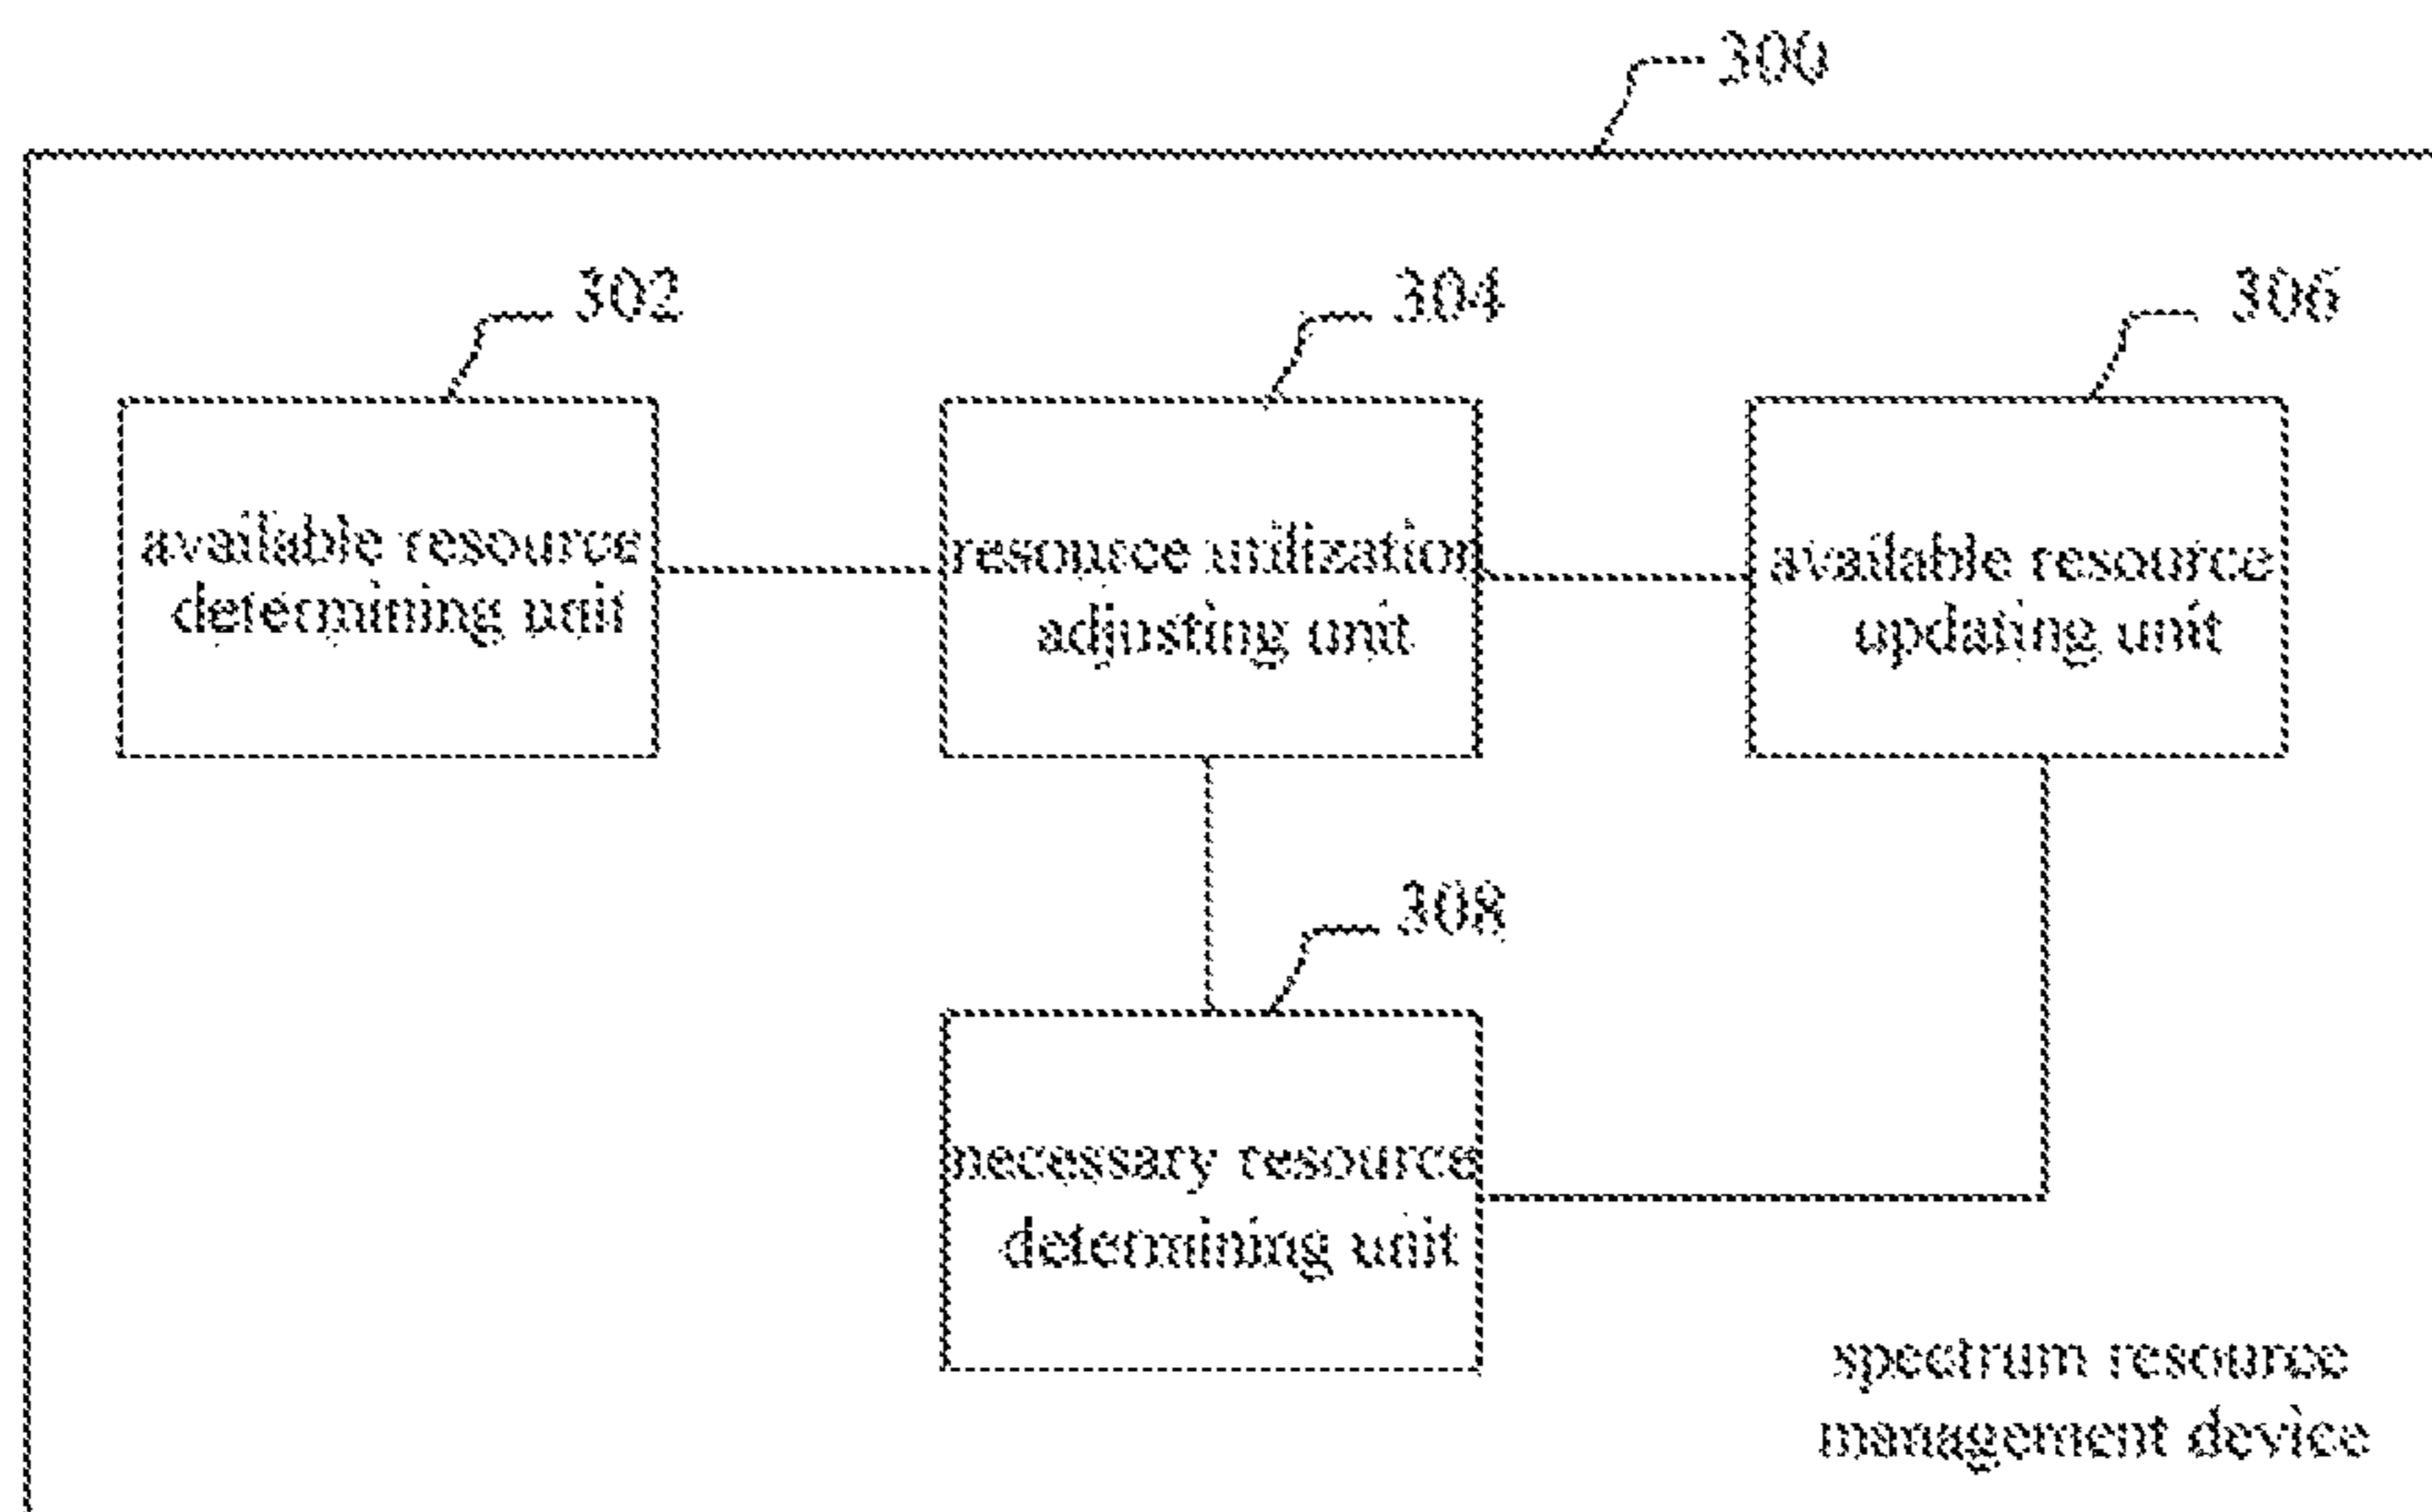 300
302
304
306
available resource
determining unit
resource utilization
adjusting unit
available resource
updating unit
308
necessary resource
determining unit
spectrum resource
management device